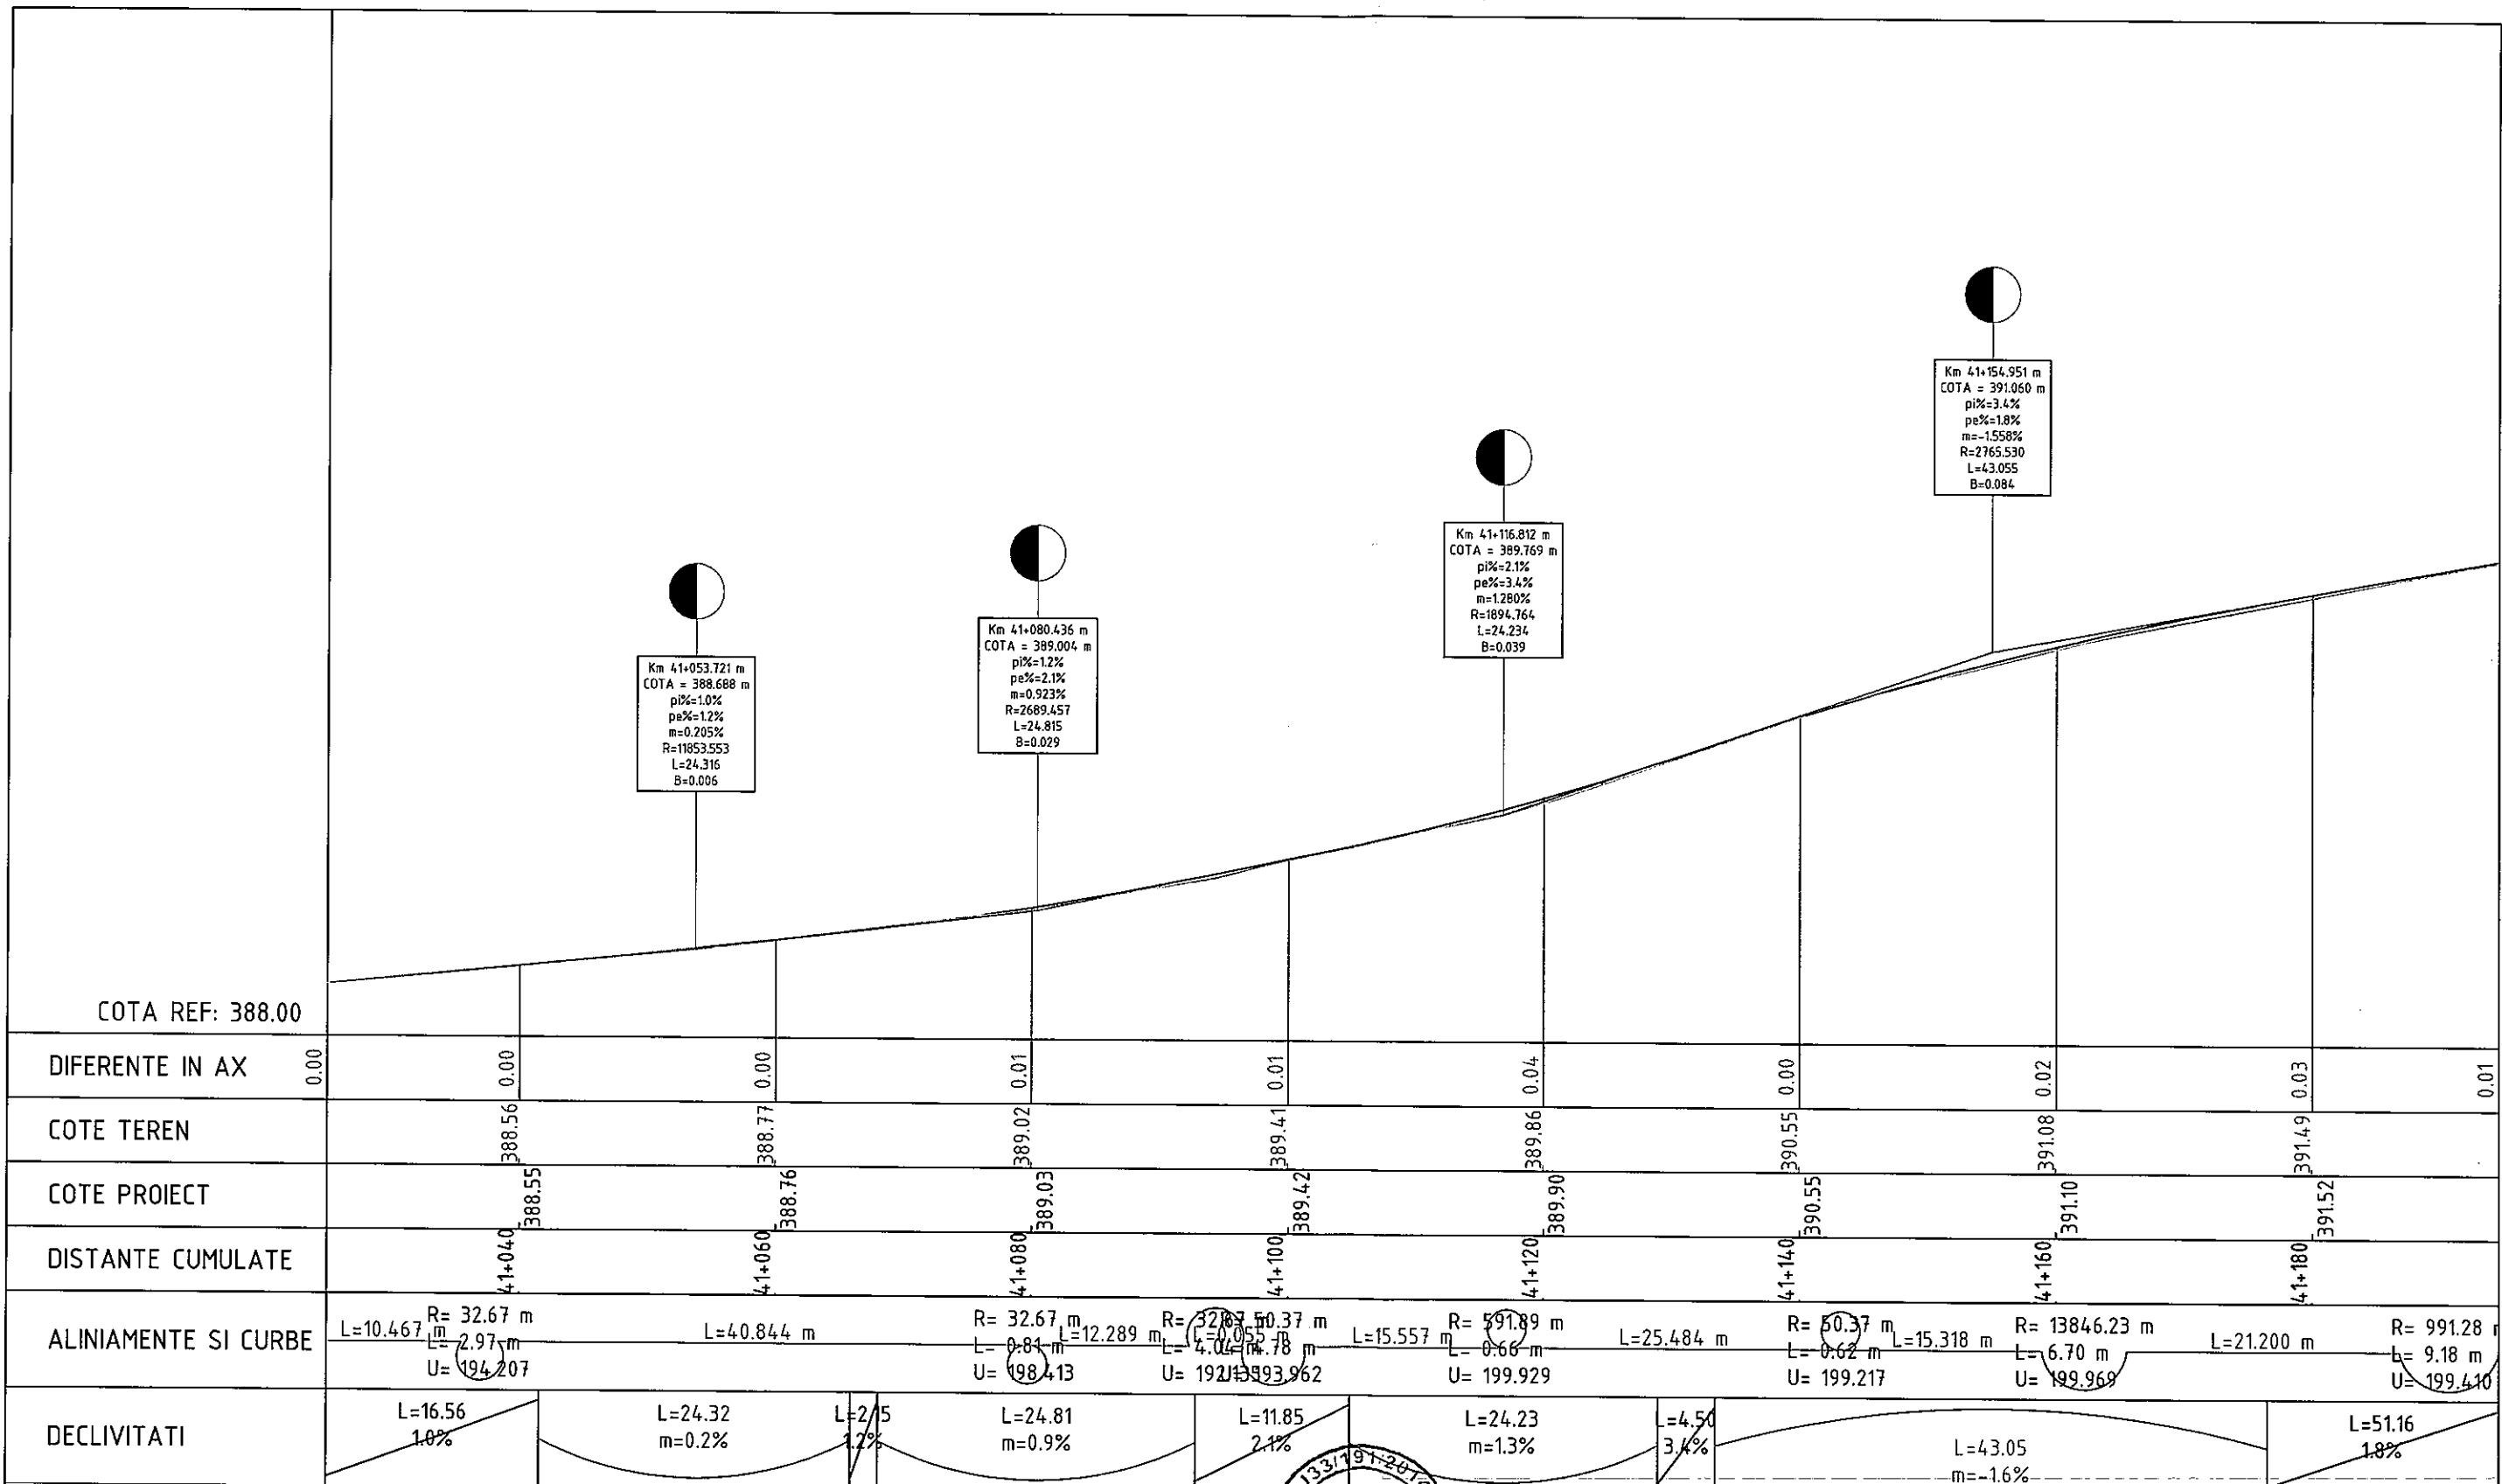 Km 41+154.951 m
COTA = 391.060 m
pi%=3.4%
pe%=1.8%
m=-1.558%
R=2765.530
L=43.055
B=0.084
Km 41+116.812 m
COTA = 389.769 m
pi%=2.1%
pe%=3.4%
m=1.280%
R=1894.764
L=24.234
B=0.039
Km 41+080.436 m
COTA = 389.004 m
pi%=1.2%
pe%=2.1%
m=0.923%
R=2689.457
L=24.815
B=0.029
Km 41+053.721 m
COTA = 388.688 m
pi%=1.0%
pe%=1.2%
m=0.205%
R=11853.553
L=24.316
B=0.006
COTA REF: 388.00
DIFERENTE IN AX 0.00 0.00 0.00 0.01 0.01 0.04 0.00 0.02 0.03 0.01
COTE TEREN 388.56 388.77 389.02 389.41 389.86 390.55 391.08 391.49
COTE PROIECT 388.55 388.76 389.03 389.42 389.90 390.55 391.10 391.52
DISTANTE CUMULATE 41+040 41+060 41+080 41+100 41+120 41+140 41+160 41+180
ALINIAMENTE SI CURBE
L=10.467 m
R= 32.67 m
L= 2.97 m
U= 194.207
L=40.844 m
R= 32.67 m
L= 0.81 m
U= 198.413
L=12.289 m
L=0.055 m
50.37 m
4.78 m
193.962
L=15.557 m
R= 591.89 m
L= 0.66 m
U= 199.929
L=25.484 m
R= 50.37 m
L= 0.62 m
U= 199.217
L=15.318 m
R= 13846.23 m
L= 6.70 m
U= 199.969
L=21.200 m
R= 991.28
L= 9.18 m
U= 199.410
DECLIVITATI
L=16.56
1.0%
L=24.32
m=0.2%
L=2.15
1.2%
L=24.81
m=0.9%
L=11.85
2.1%
L=24.23
m=1.3%
L=4.50
3.4%
L=43.05
m=-1.6%
L=51.16
1.8%